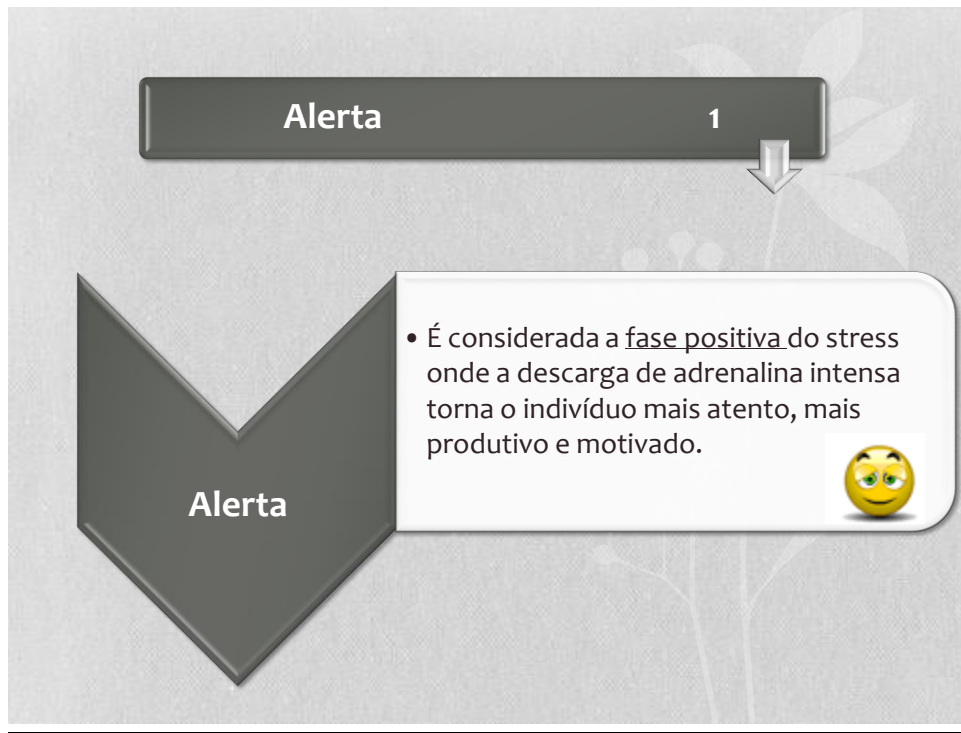 Alerta 1
• É considerada a fase positiva do stress
onde a descarga de adrenalina intensa
torna o indivíduo mais atento, mais
produtivo e motivado.
Alerta